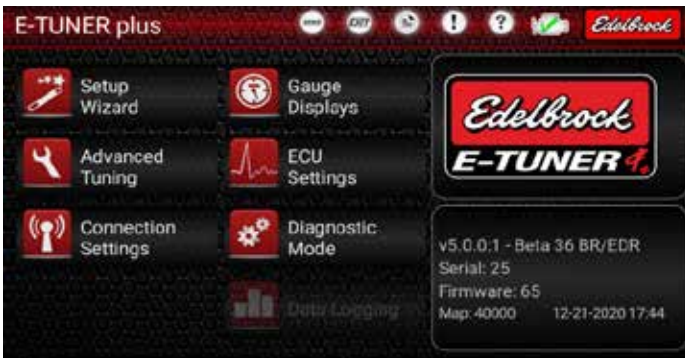 E-TUNER plus
EXIT
!
?
Edelbrock
Setup
Wizard
Gauge
Displays
Advanced
Tuning
ECU
Settings
Connection
Settings
Diagnostic
Mode
Data Logging
Edelbrock
E-TUNER 4.
v5.0.0:1 - Beta 36 BR/EDR
Serial: 25
Firmware: 65
Map: 40000 12-21-2020 17:44